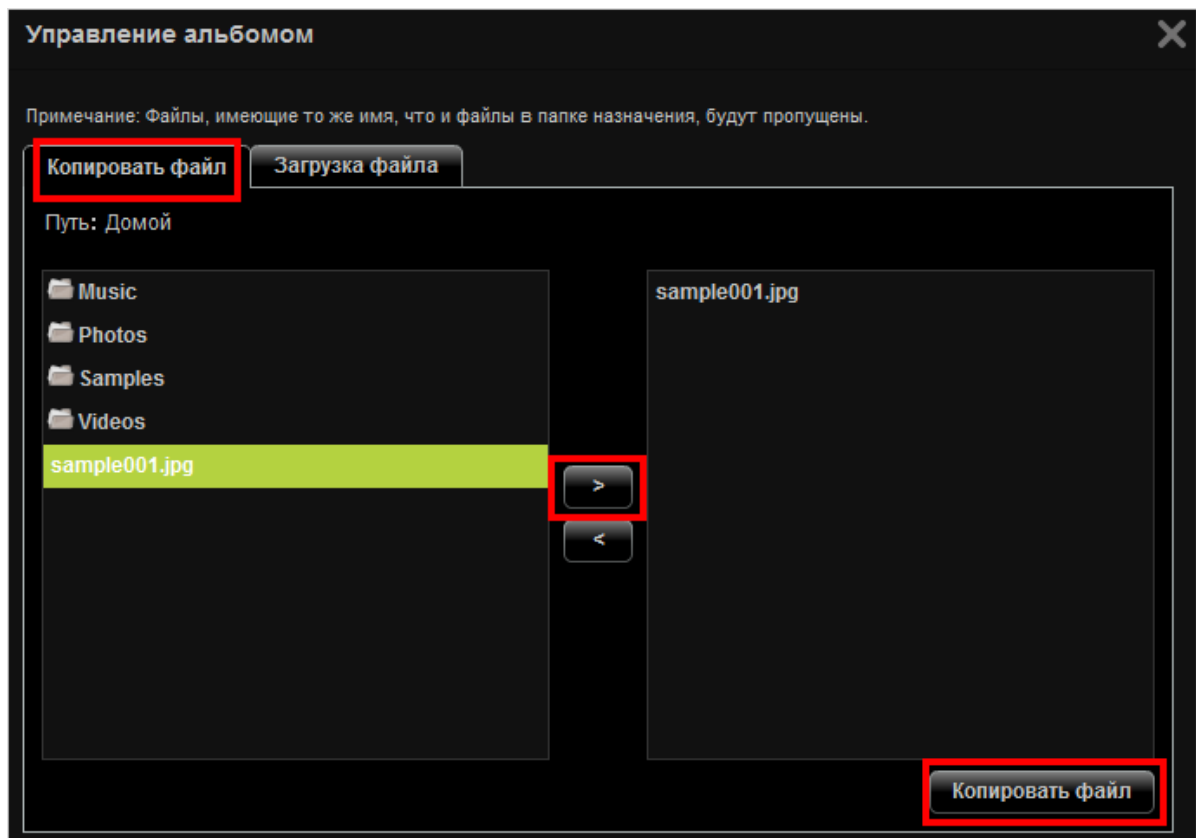 Управление альбомом
Примечание: Файлы, имеющие то же имя, что и файлы в папке назначения, будут пропущены.
Копировать файл
Загрузка файла
Путь: Домой
Music
Photos
Samples
Videos
sample001.jpg
>
<
sample001.jpg
Копировать файл